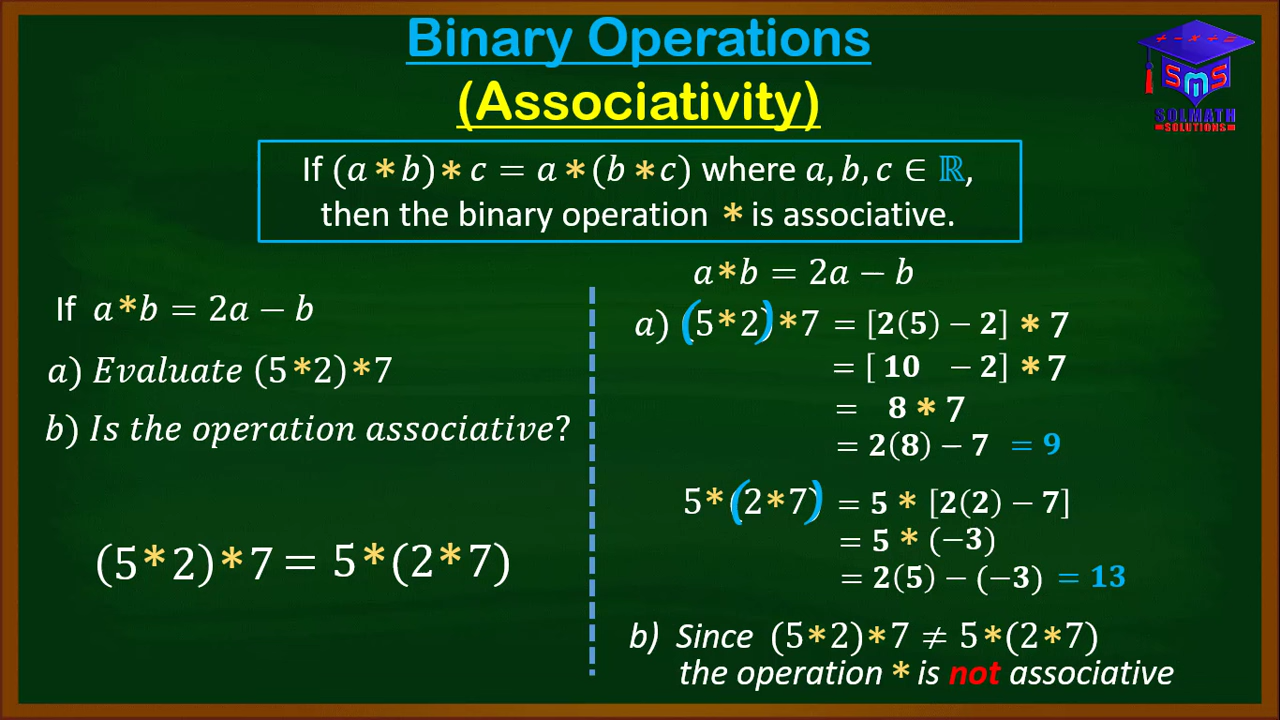 Binary Operations
(Associativity)
+ - × ÷ =
SMS
SOLMATH
SOLUTIONS
If (a * b) * c = a * (b * c) where a, b, c ∈ ℝ,
then the binary operation * is associative.
If a*b = 2a − b
a) Evaluate (5*2)*7
b) Is the operation associative?
(5*2)*7 = 5*(2*7)
a*b = 2a − b
a) (5*2)*7 = [2(5) − 2] * 7
= [ 10 − 2] * 7
= 8 * 7
= 2(8) − 7 = 9
5*(2*7) = 5 * [2(2) − 7]
= 5 * (−3)
= 2(5) − (−3) = 13
b) Since (5*2)*7 ≠ 5*(2*7)
the operation * is not associative